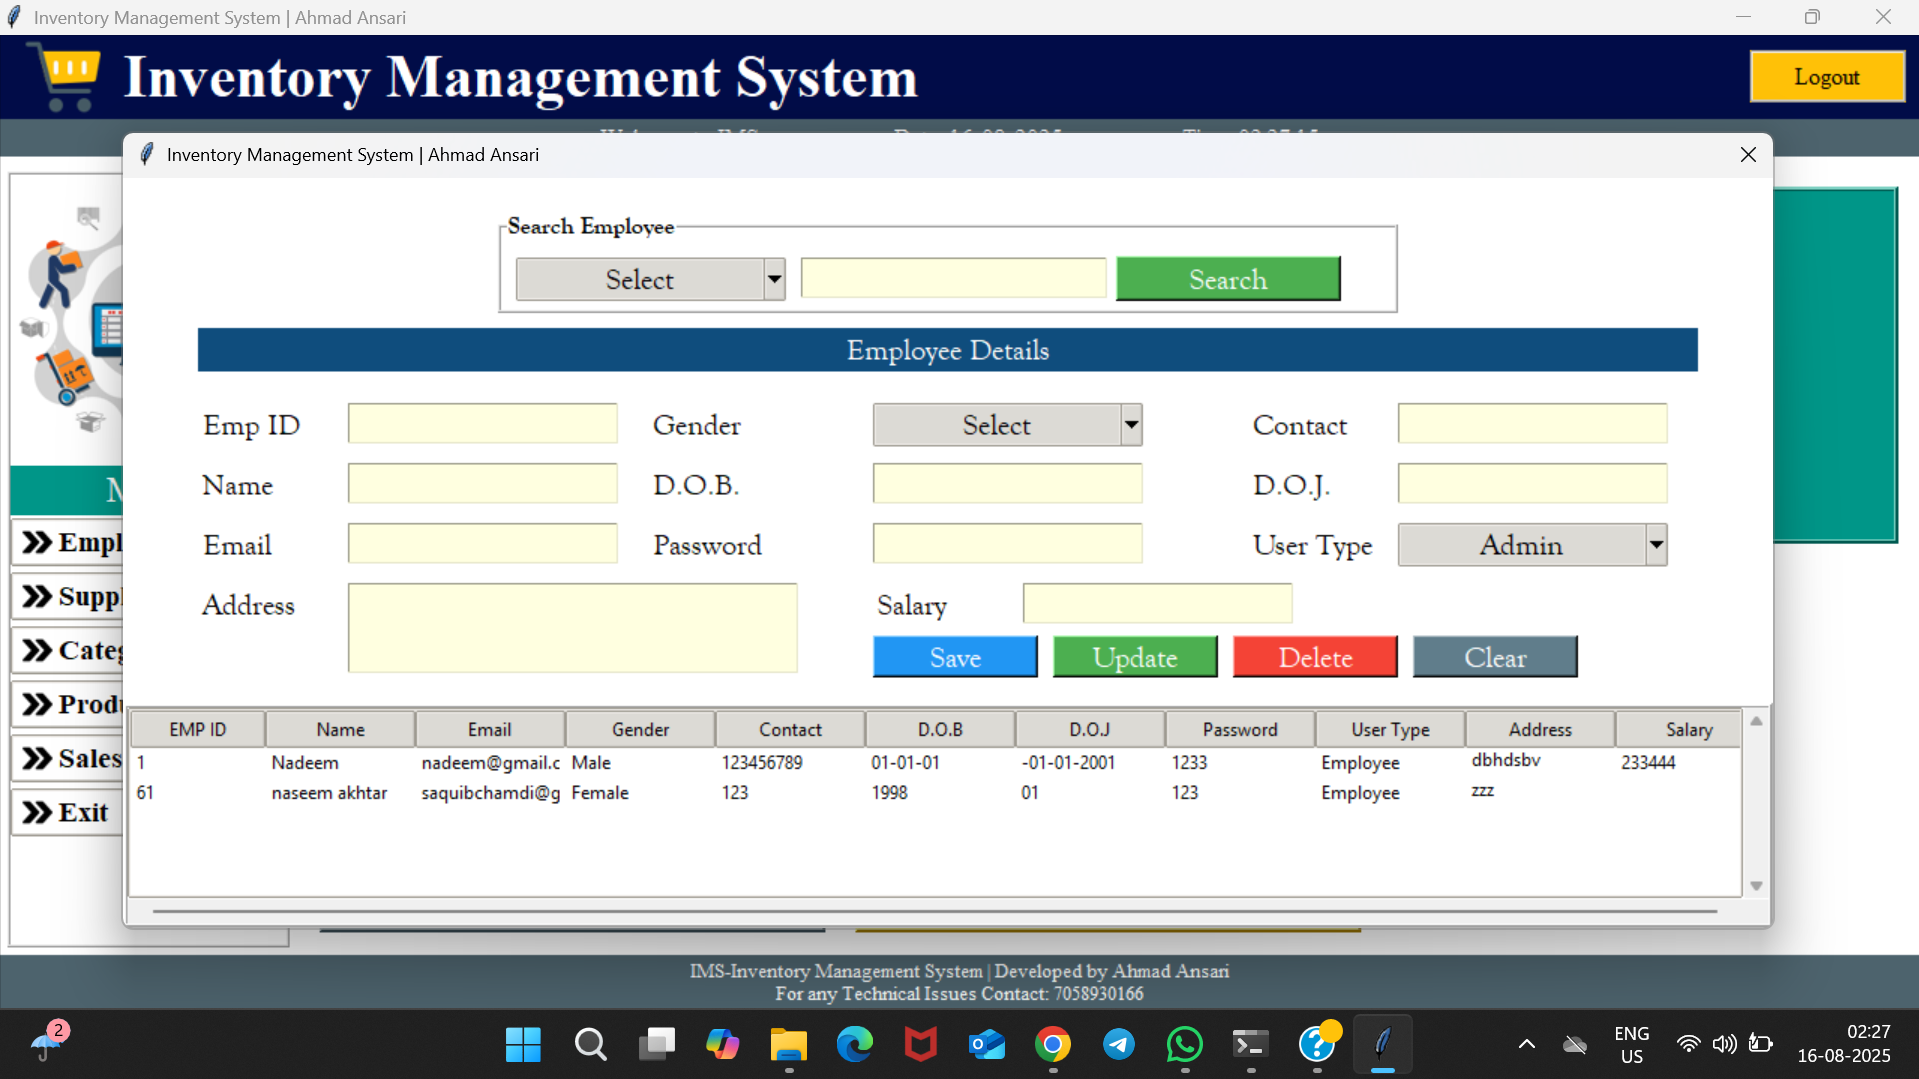 Inventory Management System | Ahmad Ansari
Inventory Management System
Logout
Inventory Management System | Ahmad Ansari
Search Employee
Select
Search
Employee Details
Emp ID
Gender
Select
Contact
Name
D.O.B.
D.O.J.
Email
Password
User Type
Admin
Address
Salary
Save
Update
Delete
Clear
Empl
Suppl
Categ
Produ
Sales
Exit
EMP ID Name Email Gender Contact D.O.B D.O.J Password User Type Address Salary
1 Nadeem nadeem@gmail.c Male 123456789 01-01-01 -01-01-2001 1233 Employee dbhdsbv 233444
61 naseem akhtar saquibchamdi@g Female 123 1998 01 123 Employee zzz
IMS-Inventory Management System | Developed by Ahmad Ansari
For any Technical Issues Contact: 7058930166
2
ENG
US
02:27
16-08-2025